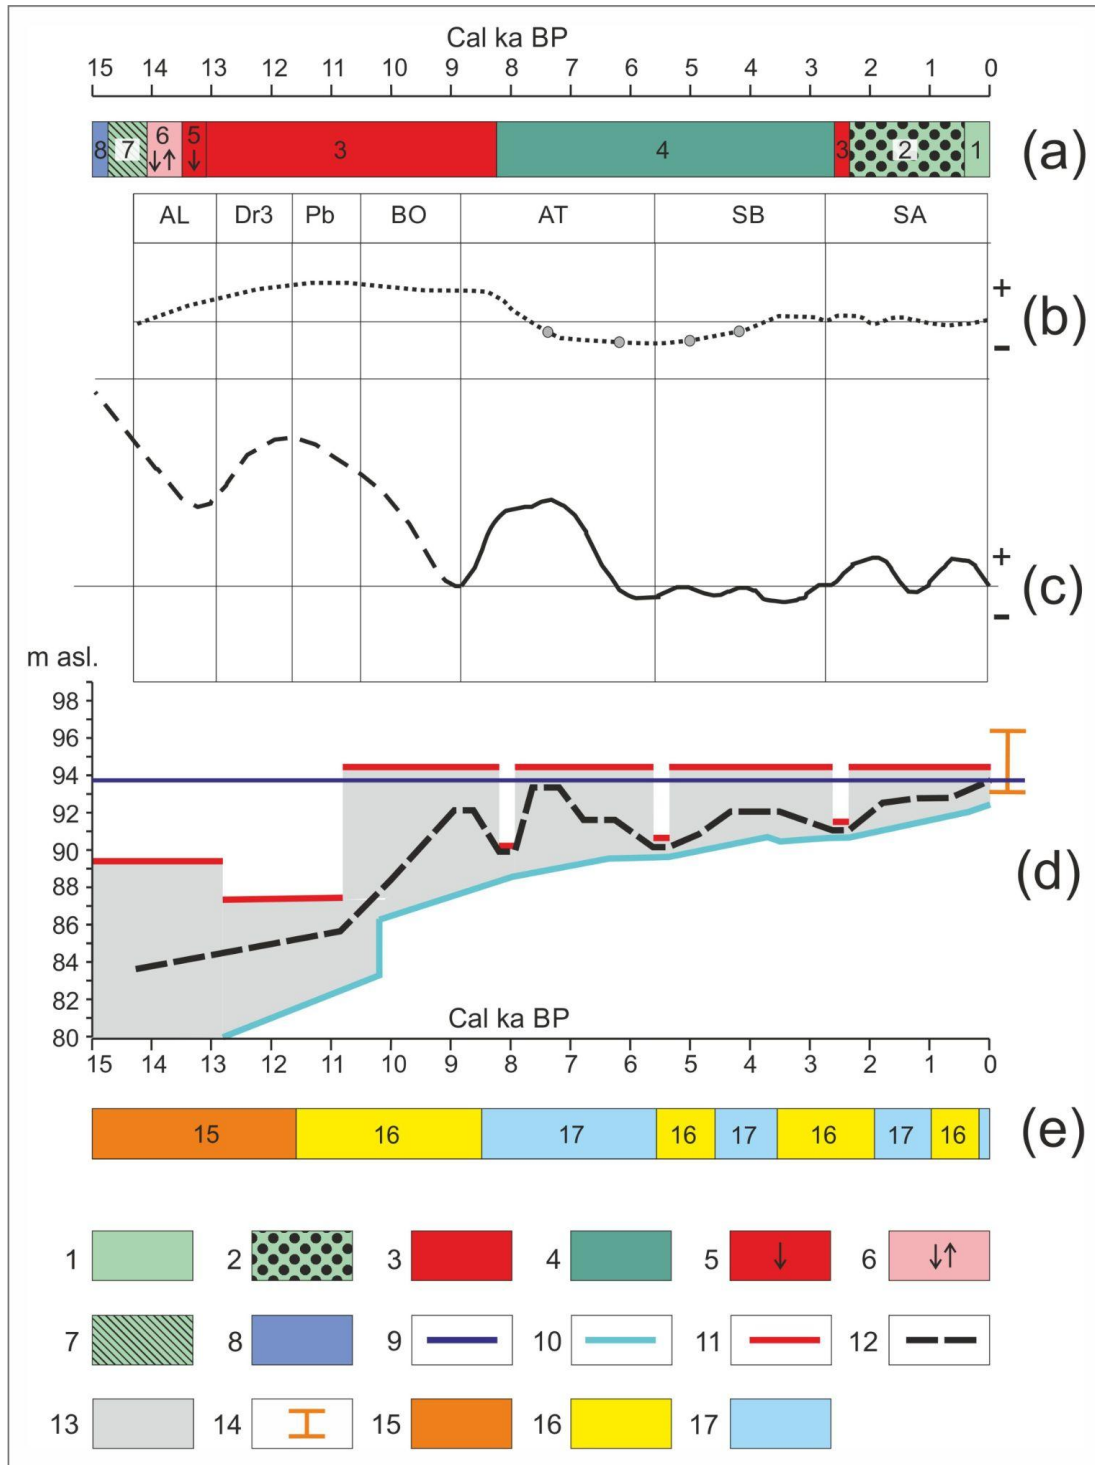 Cal ka BP
15 14 13 12 11 10 9 8 7 6 5 4 3 2 1 0
8 7 6 5 3 4 3 2 1 (a)
AL Dr3 Pb BO AT SB SA
+
(b)
-
+
(c)
-
m asl.
98
96
94
92
90
88
86
84
82
80
(d)
Cal ka BP
15 14 13 12 11 10 9 8 7 6 5 4 3 2 1 0
15 16 17 16 17 16 17 16 (e)
1 2 3 4 5 6
7 8 9 10 11 12
13 14 15 16 17